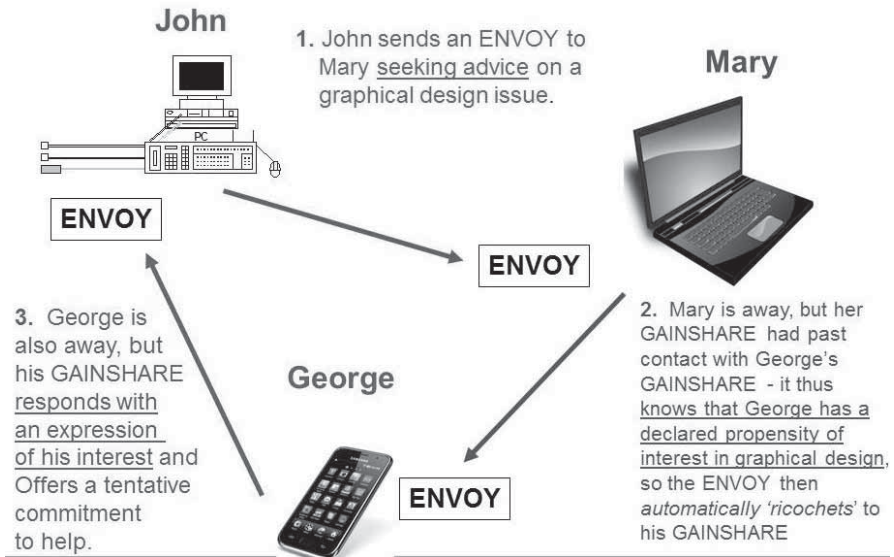 John
1. John sends an ENVOY to
Mary seeking advice on a
graphical design issue.
Mary
PC
ENVOY
ENVOY
2. Mary is away, but her
GAINSHARE had past
contact with George's
GAINSHARE - it thus
knows that George has a
declared propensity of
interest in graphical design,
so the ENVOY then
automatically 'ricochets' to
his GAINSHARE
3. George is
also away, but
his GAINSHARE
responds with
an expression
of his interest and
Offers a tentative
commitment
to help.
George
ENVOY